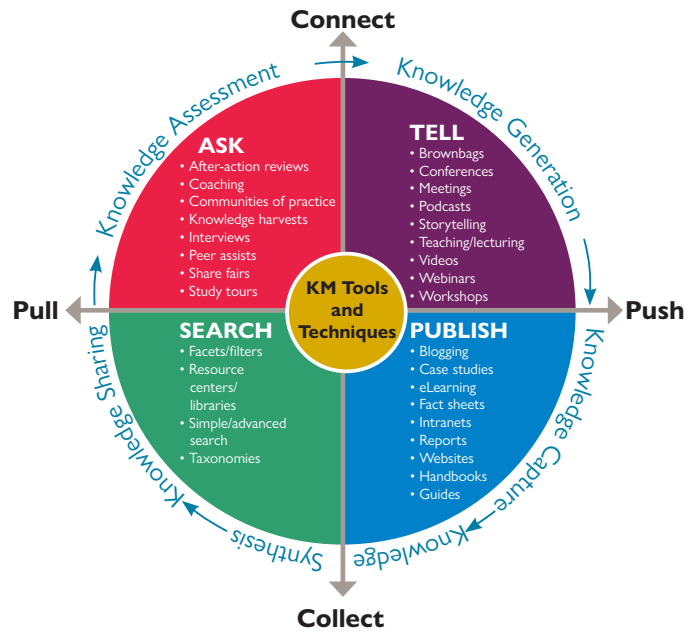 Connect
Knowledge Assessment
Knowledge Generation
ASK
• After-action reviews
• Coaching
• Communities of practice
• Knowledge harvests
• Interviews
• Peer assists
• Share fairs
• Study tours
TELL
• Brownbags
• Conferences
• Meetings
• Podcasts
• Storytelling
• Teaching/lecturing
• Videos
• Webinars
• Workshops
Pull
KM Tools
and
Techniques
Push
SEARCH
• Facets/filters
• Resource
centers/
libraries
• Simple/advanced
search
• Taxonomies
PUBLISH
• Blogging
• Case studies
• eLearning
• Fact sheets
• Intranets
• Reports
• Websites
• Handbooks
• Guides
Knowledge Capture
Knowledge
Synthesis
Knowledge Sharing
Collect